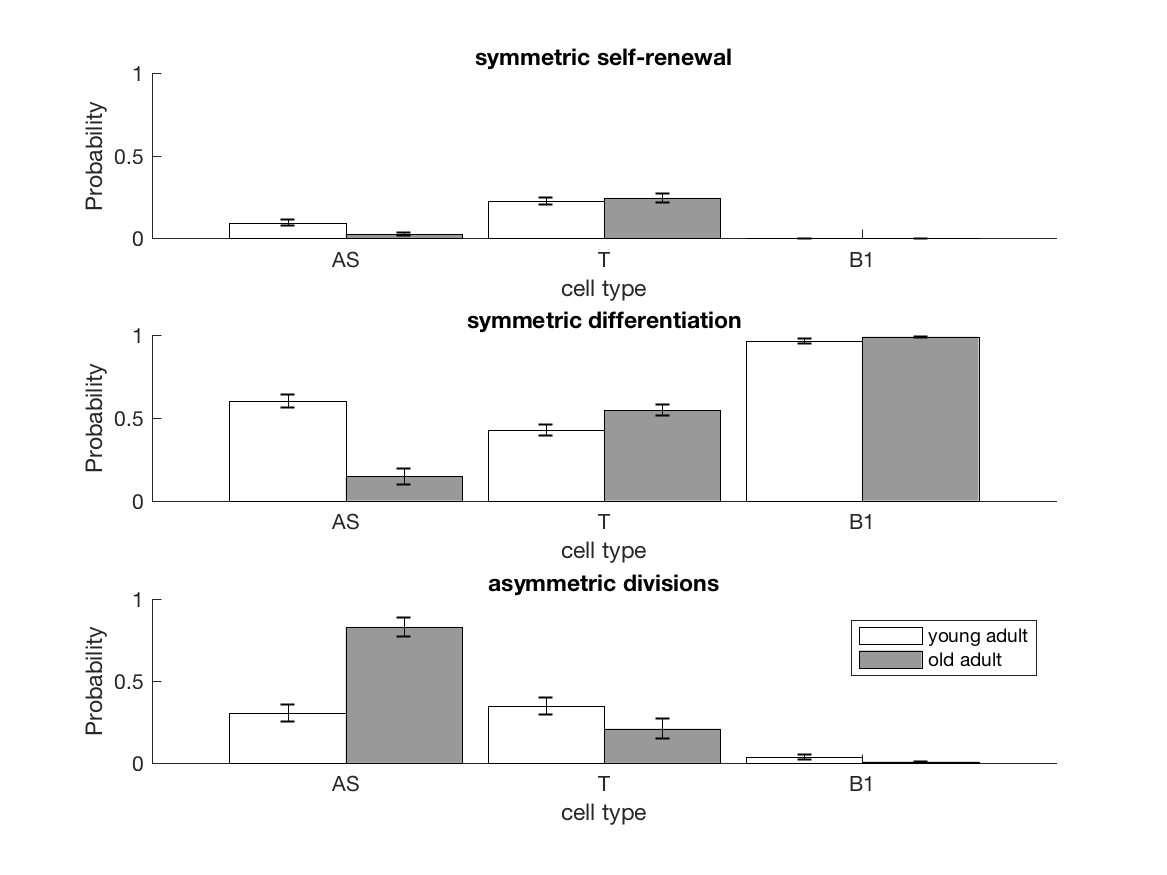 symmetric self-renewal
1
0.5
0
Probability
AS T B1
cell type
symmetric differentiation
1
0.5
0
Probability
AS T B1
cell type
asymmetric divisions
1
0.5
0
Probability
young adult
old adult
AS T B1
cell type